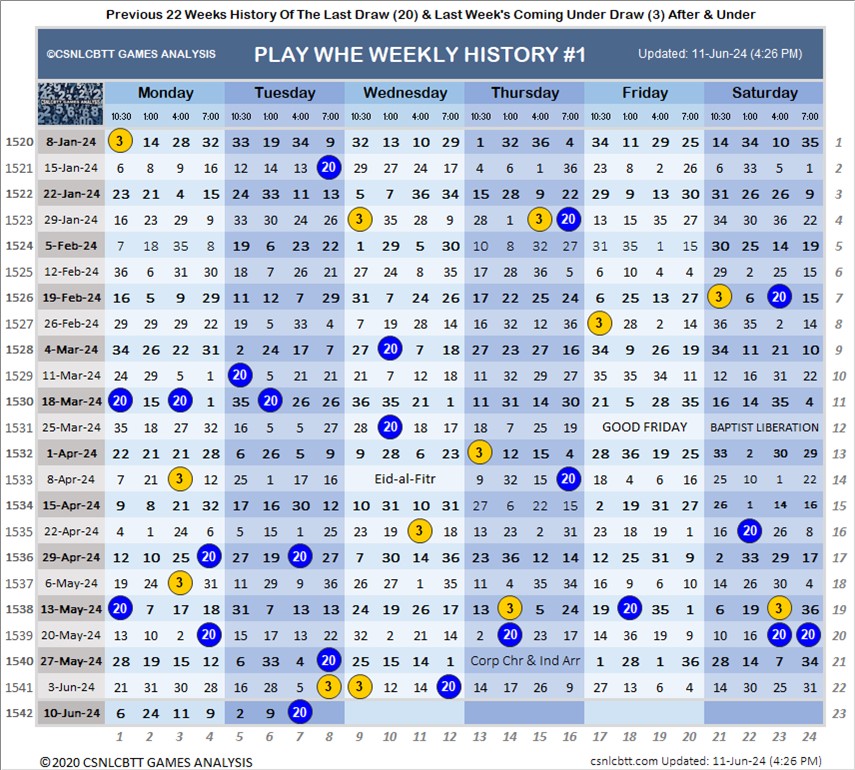 Previous 22 Weeks History Of The Last Draw (20) & Last Week's Coming Under Draw (3) After & Under
©CSNLCBTT GAMES ANALYSIS PLAY WHE WEEKLY HISTORY #1 Updated: 11-Jun-24 (4:26 PM)
CSNLCBTT GAMES ANALYSIS Monday Tuesday Wednesday Thursday Friday Saturday
10:30 1:00 4:00 7:00 10:30 1:00 4:00 7:00 10:30 1:00 4:00 7:00 10:30 1:00 4:00 7:00 10:30 1:00 4:00 7:00 10:30 1:00 4:00 7:00
1520 8-Jan-24 3 14 28 32 33 19 34 9 32 13 10 29 1 32 36 4 34 11 29 25 14 34 10 35 1
1521 15-Jan-24 6 8 9 16 12 14 13 20 29 27 24 17 4 6 1 36 23 8 2 26 6 33 5 1 2
1522 22-Jan-24 23 21 4 15 24 33 11 13 5 7 36 34 15 28 9 22 29 9 13 30 31 26 26 9 3
1523 29-Jan-24 16 23 29 9 33 30 24 26 3 35 28 9 28 1 3 20 13 15 35 27 34 30 36 22 4
1524 5-Feb-24 7 18 35 8 19 6 23 22 1 29 5 30 10 8 32 27 31 35 1 15 30 25 14 19 5
1525 12-Feb-24 36 6 31 30 18 7 26 21 27 24 8 35 17 28 36 5 6 10 4 4 29 2 25 15 6
1526 19-Feb-24 16 5 9 29 11 12 7 29 31 7 24 26 17 22 25 24 6 25 13 27 3 6 20 15 7
1527 26-Feb-24 29 29 29 22 19 5 33 4 7 19 28 14 16 32 12 36 3 28 2 14 36 35 2 14 8
1528 4-Mar-24 34 26 22 31 2 24 17 7 27 20 7 18 27 23 27 16 34 9 26 19 34 11 21 10 9
1529 11-Mar-24 24 29 5 1 20 5 21 21 21 7 12 18 11 32 29 27 35 35 34 11 12 16 31 22 10
1530 18-Mar-24 20 15 20 1 35 20 26 26 36 35 21 1 11 31 14 30 21 5 28 35 16 14 35 4 11
1531 25-Mar-24 35 18 27 32 16 5 5 27 28 20 17 18 18 7 25 19 GOOD FRIDAY BAPTIST LIBERATION 12
1532 1-Apr-24 22 21 21 28 6 26 5 9 9 28 6 23 3 12 15 4 28 36 19 25 33 2 30 29 13
1533 8-Apr-24 7 21 3 12 25 1 17 16 Eid-al-Fitr 9 32 15 20 18 4 6 16 25 10 1 22 14
1534 15-Apr-24 9 8 21 32 17 16 30 12 10 31 10 31 27 6 22 15 2 19 31 27 26 1 14 16 15
1535 22-Apr-24 4 1 24 6 5 15 1 25 23 19 3 18 13 23 2 31 23 18 19 1 16 20 26 8 16
1536 29-Apr-24 12 10 25 20 27 19 20 27 7 30 14 36 23 36 12 14 12 25 31 9 2 33 29 17 17
1537 6-May-24 19 24 3 31 11 29 9 36 26 27 1 35 11 4 35 34 16 9 6 10 14 26 30 4 18
1538 13-May-24 20 7 17 18 31 7 13 13 24 19 26 17 13 3 5 24 19 20 35 1 6 19 3 36 19
1539 20-May-24 13 10 2 20 15 17 13 22 32 2 21 14 2 20 23 17 14 36 19 9 10 16 20 20 20
1540 27-May-24 28 19 15 12 6 33 4 20 25 15 14 1 Corp Chr & Ind Arr 1 28 1 36 28 14 7 34 21
1541 3-Jun-24 21 31 30 28 16 28 5 3 3 12 14 20 14 17 26 9 27 13 6 4 14 22 25 30 22
1542 10-Jun-24 6 24 11 9 2 9 20 23
1 2 3 4 5 6 7 8 9 10 11 12 13 14 15 16 17 18 19 20 21 22 23 24
©2020 CSNLCBTT GAMES ANALYSIS csnlcbtt.com Updated: 11-Jun-24 (4:26 PM)